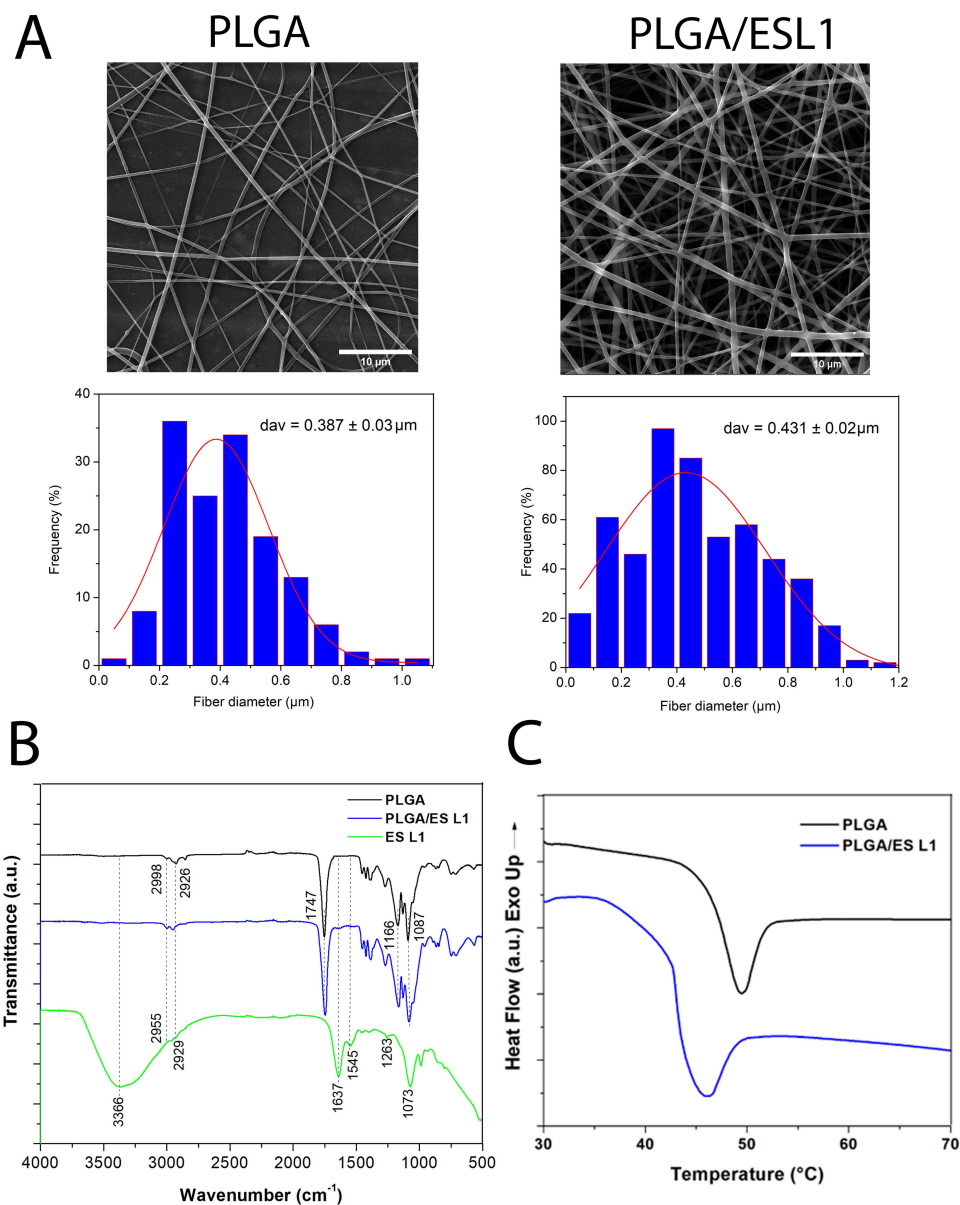 A
PLGA
PLGA/ESL1
10 µm
10 µm
dav = 0.387 ± 0.03µm
Frequency (%)
40
30
20
10
0
0.0 0.2 0.4 0.6 0.8 1.0
Fiber diameter (µm)
dav = 0.431 ± 0.02µm
Frequency (%)
100
80
60
40
20
0
0.0 0.2 0.4 0.6 0.8 1.0 1.2
Fiber diameter (µm)
B
PLGA
PLGA/ES L1
ES L1
Transmittance (a.u.)
2998
2926
1747
1166
1087
2955
2929
3366
1637
1545
1263
1073
4000 3500 3000 2500 2000 1500 1000 500
Wavenumber (cm⁻¹)
C
PLGA
PLGA/ES L1
Heat Flow (a.u.) Exo Up →
30 40 50 60 70
Temperature (°C)